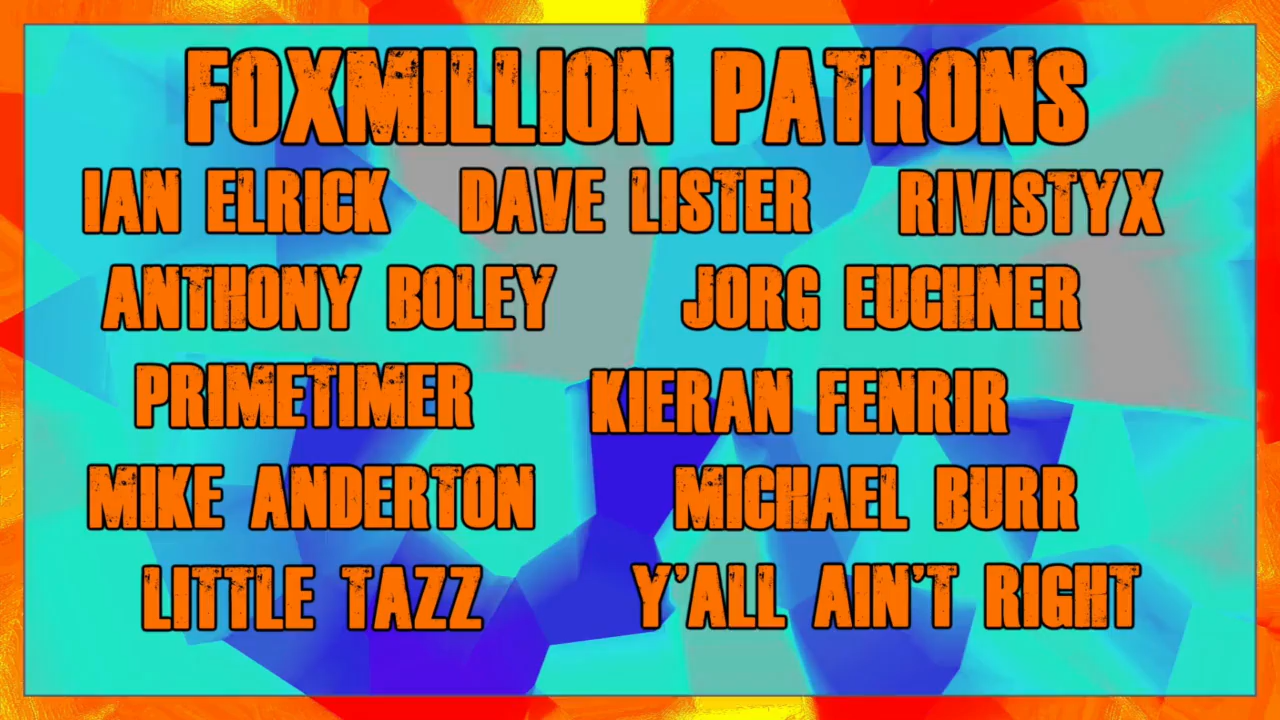 FOXMILLION PATRONS
IAN ELRICK DAVE LISTER RIVISTYX
ANTHONY BOLEY JORG EUCHNER
PRIMETIMER KIERAN FENRIR
MIKE ANDERTON MICHAEL BURR
LITTLE TAZZ Y'ALL AIN'T RIGHT